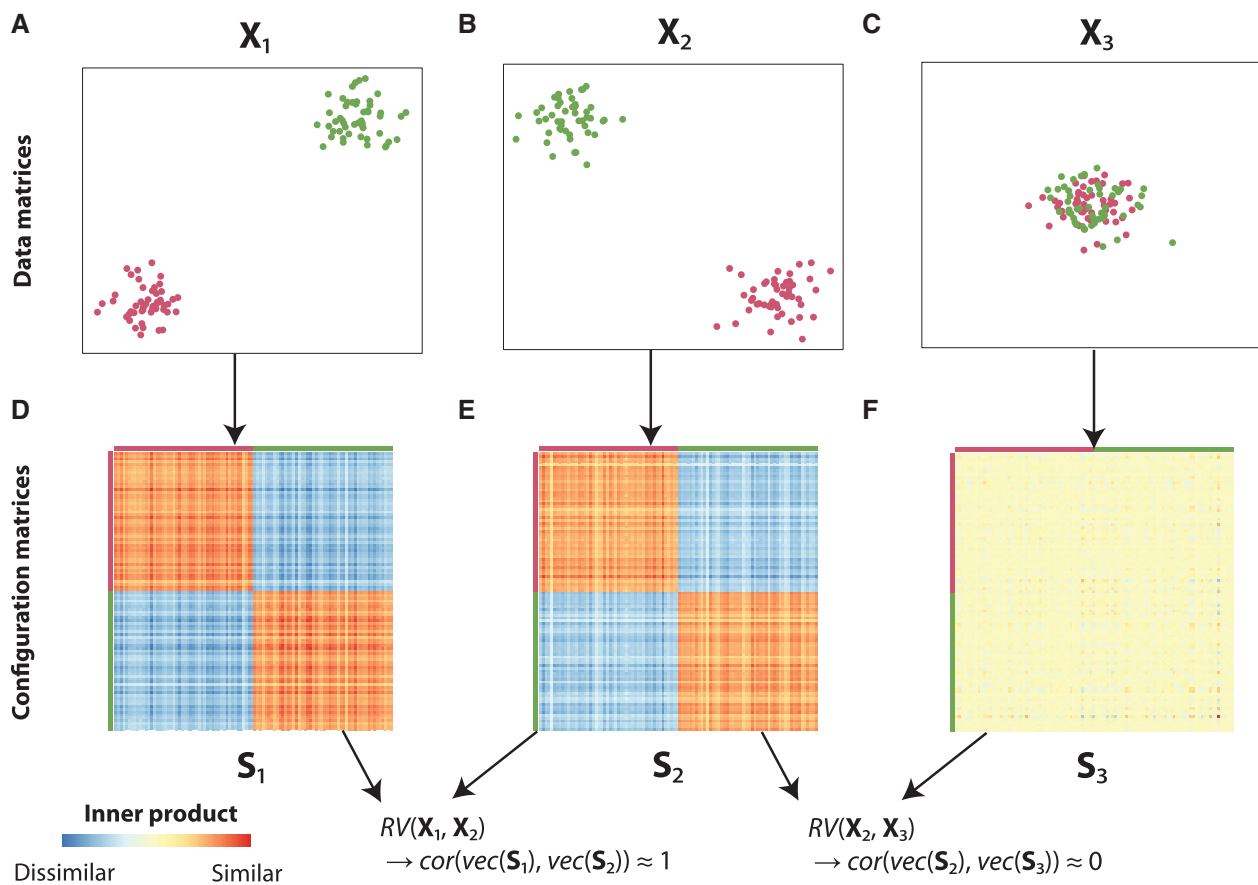 A
X₁
B
X₂
C
X₃
Data matrices
D
E
F
Configuration matrices
S₁
S₂
S₃
Inner product
Dissimilar
Similar
RV(X₁, X₂)
→ cor(vec(S₁), vec(S₂)) ≈ 1
RV(X₂, X₃)
→ cor(vec(S₂), vec(S₃)) ≈ 0